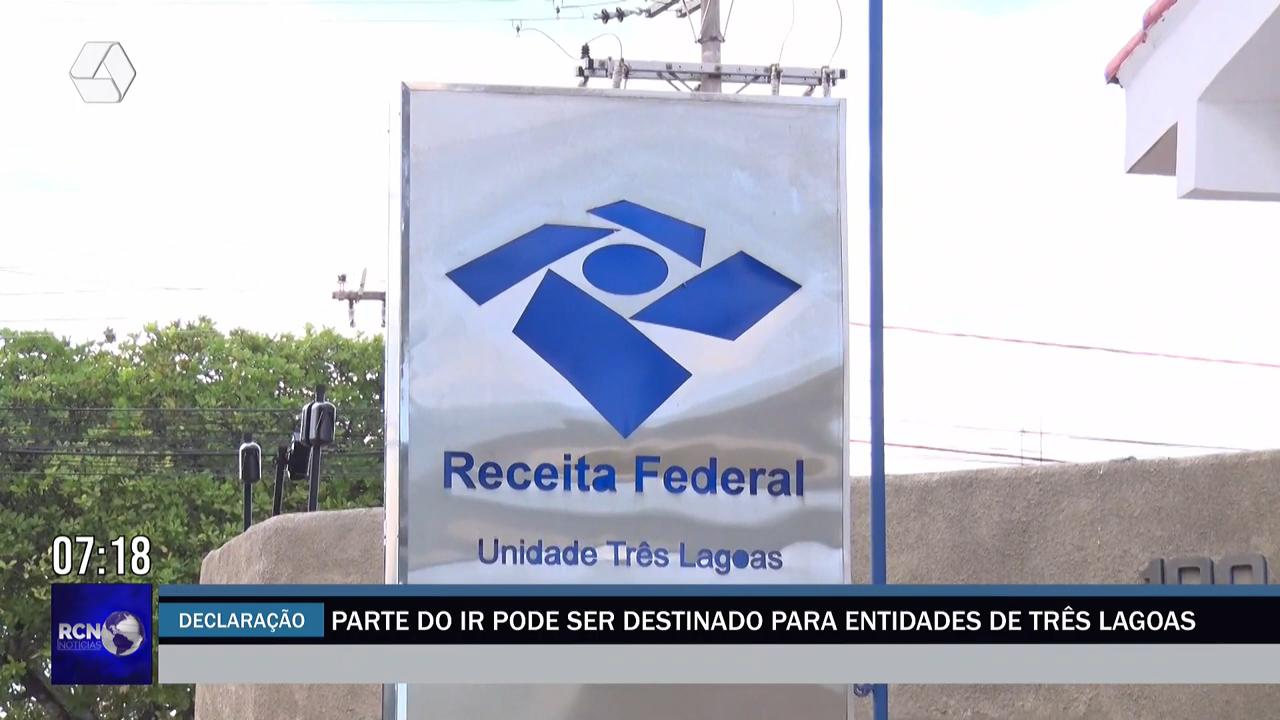 Receita Federal
Unidade Três Lagoas
100
07:18
RCN
NOTÍCIAS
DECLARAÇÃO
PARTE DO IR PODE SER DESTINADO PARA ENTIDADES DE TRÊS LAGOAS